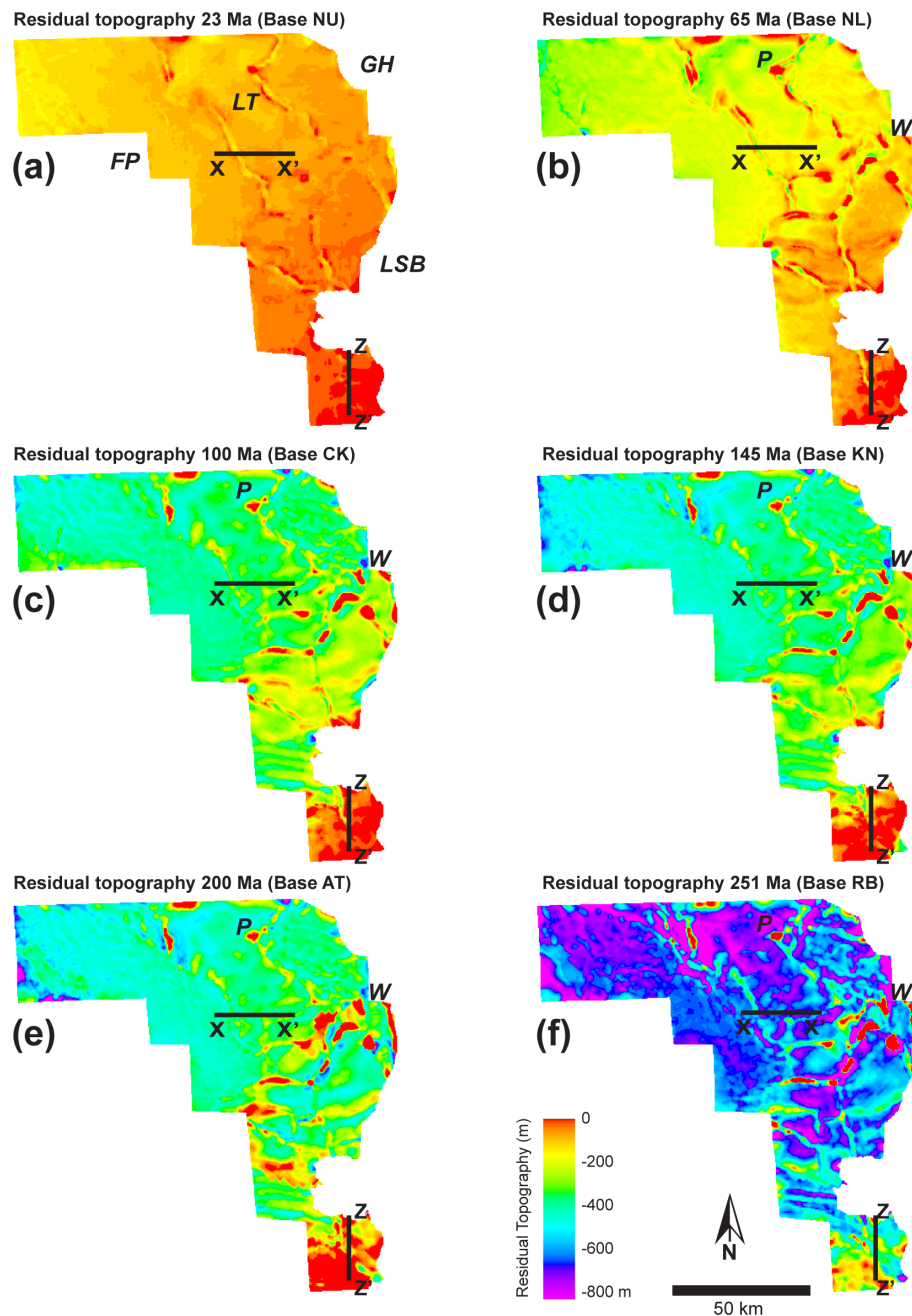 Residual topography 23 Ma (Base NU)
GH
LT
FP
(a)
X X’
LSB
Z
Z’
Residual topography 65 Ma (Base NL)
P
W
(b)
X X’
Z
Z’
Residual topography 100 Ma (Base CK)
P
W
(c)
X X’
Z
Z’
Residual topography 145 Ma (Base KN)
P
W
(d)
X X’
Z
Z’
Residual topography 200 Ma (Base AT)
P
W
(e)
X X’
Z
Z’
Residual topography 251 Ma (Base RB)
P
W
(f)
X X’
Z
Z’
Residual Topography (m)
0
-200
-400
-600
-800 m
N
50 km